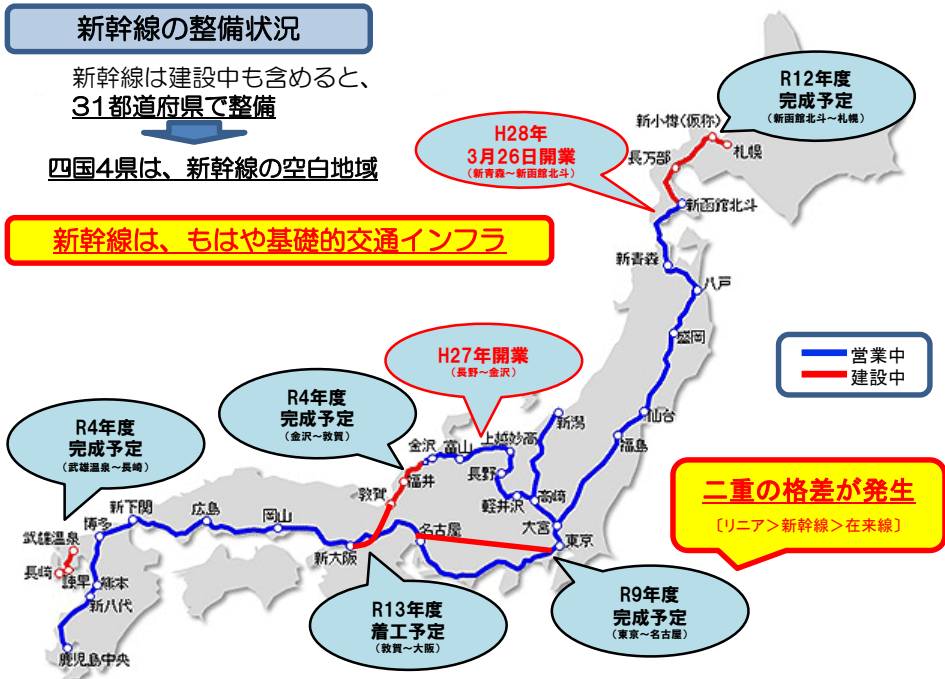 新幹線の整備状況
新幹線は建設中も含めると、
31都道府県で整備
四国4県は、新幹線の空白地域
新幹線は、もはや基礎的交通インフラ
R12年度
完成予定
(新函館北斗~札幌)
H28年
3月26日開業
(新青森~新函館北斗)
新小樽(仮称)
札幌
長万部
新函館北斗
新青森
八戸
盛岡
営業中
建設中
H27年開業
(長野~金沢)
R4年度
完成予定
(金沢~敦賀)
R4年度
完成予定
(武雄温泉~長崎)
仙台
新潟
福島
上越妙高
富山
金沢
長野
福井
軽井沢
高崎
敦賀
二重の格差が発生
〔リニア>新幹線>在来線〕
大宮
東京
名古屋
新大阪
岡山
広島
新下関
博多
武雄温泉
長崎
諫早
熊本
新八代
鹿児島中央
R13年度
着工予定
(敦賀~大阪)
R9年度
完成予定
(東京~名古屋)